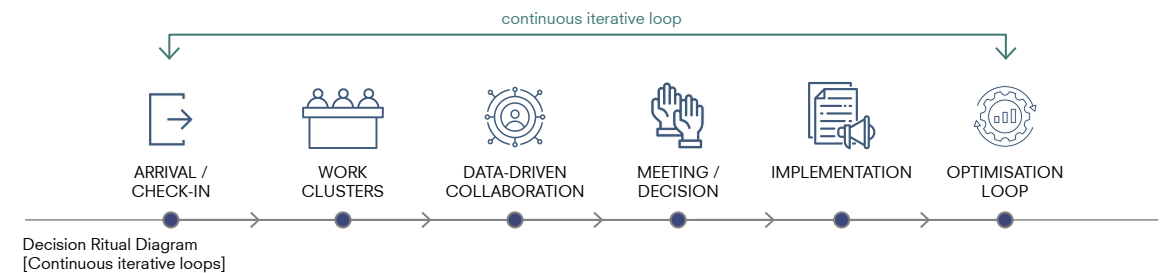 continuous iterative loop
ARRIVAL /
CHECK-IN
WORK
CLUSTERS
DATA-DRIVEN
COLLABORATION
MEETING /
DECISION
IMPLEMENTATION
OPTIMISATION
LOOP
Decision Ritual Diagram
[Continuous iterative loops]